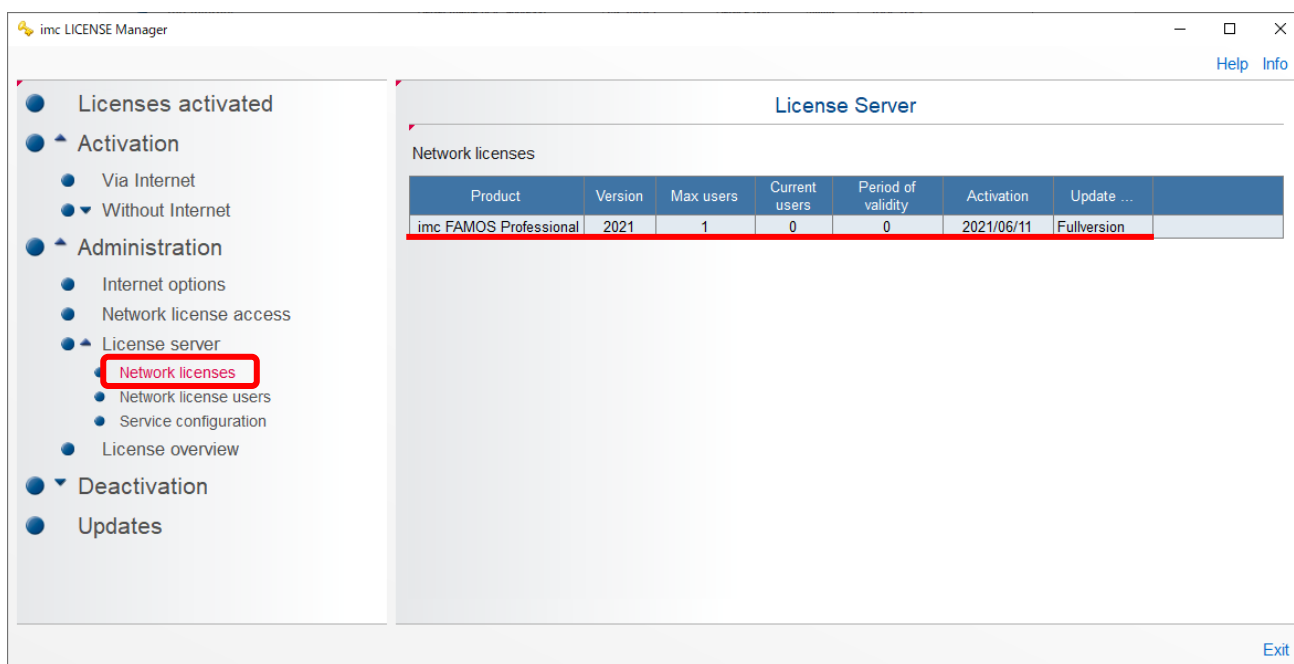 imc LICENSE Manager
Help Info
Licenses activated
Activation
Via Internet
Without Internet
Administration
Internet options
Network license access
License server
Network licenses
Network license users
Service configuration
License overview
Deactivation
Updates
License Server
Network licenses
Product Version Max users Current users Period of validity Activation Update ...
imc FAMOS Professional 2021 1 0 0 2021/06/11 Fullversion
Exit